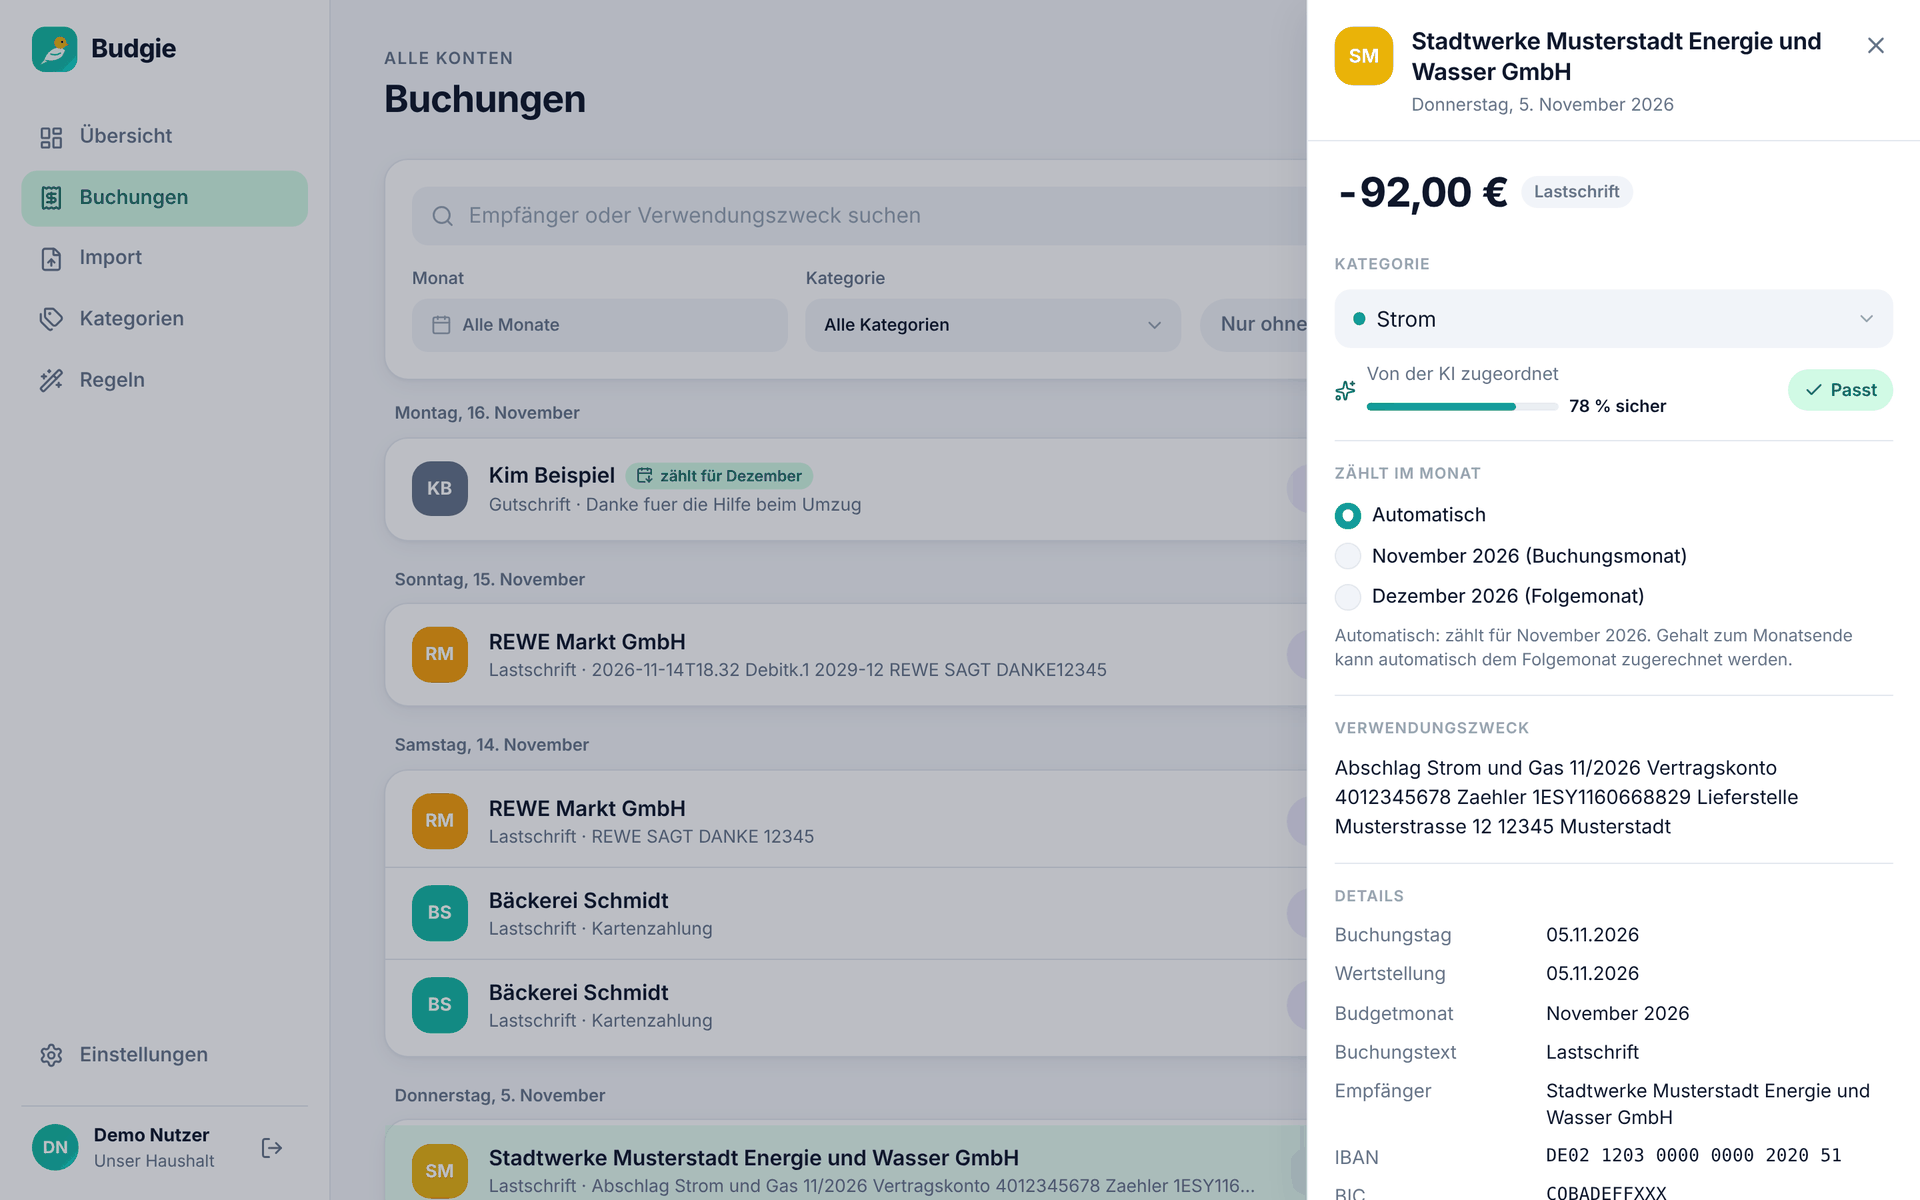 Budgie
Übersicht
Buchungen
Import
Kategorien
Regeln
Einstellungen
DN
Demo Nutzer
Unser Haushalt
ALLE KONTEN
Buchungen
Empfänger oder Verwendungszweck suchen
Monat
Kategorie
Alle Monate
Alle Kategorien
Nur ohne
Montag, 16. November
KB
Kim Beispiel
zählt für Dezember
Gutschrift · Danke fuer die Hilfe beim Umzug
Sonntag, 15. November
RM
REWE Markt GmbH
Lastschrift · 2026-11-14T18.32 Debitk.1 2029-12 REWE SAGT DANKE12345
Samstag, 14. November
RM
REWE Markt GmbH
Lastschrift · REWE SAGT DANKE 12345
BS
Bäckerei Schmidt
Lastschrift · Kartenzahlung
BS
Bäckerei Schmidt
Lastschrift · Kartenzahlung
Donnerstag, 5. November
SM
Stadtwerke Musterstadt Energie und Wasser GmbH
Lastschrift · Abschlag Strom und Gas 11/2026 Vertragskonto 4012345678 Zaehler 1ESY116...
SM
Stadtwerke Musterstadt Energie und
Wasser GmbH
Donnerstag, 5. November 2026
-92,00 €
Lastschrift
KATEGORIE
Strom
Von der KI zugeordnet
78 % sicher
Passt
ZÄHLT IM MONAT
Automatisch
November 2026 (Buchungsmonat)
Dezember 2026 (Folgemonat)
Automatisch: zählt für November 2026. Gehalt zum Monatsende
kann automatisch dem Folgemonat zugerechnet werden.
VERWENDUNGSZWECK
Abschlag Strom und Gas 11/2026 Vertragskonto
4012345678 Zaehler 1ESY1160668829 Lieferstelle
Musterstrasse 12 12345 Musterstadt
DETAILS
Buchungstag
05.11.2026
Wertstellung
05.11.2026
Budgetmonat
November 2026
Buchungstext
Lastschrift
Empfänger
Stadtwerke Musterstadt Energie und
Wasser GmbH
IBAN
DE02 1203 0000 0000 2020 51
BIC
COBADEFFXXX